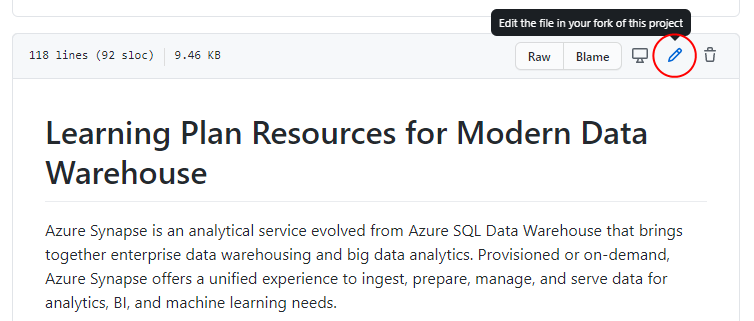 Edit the file in your fork of this project
118 lines (92 sloc) 9.46 KB Raw Blame
Learning Plan Resources for Modern Data
Warehouse
Azure Synapse is an analytical service evolved from Azure SQL Data Warehouse that brings
together enterprise data warehousing and big data analytics. Provisioned or on-demand,
Azure Synapse offers a unified experience to ingest, prepare, manage, and serve data for
analytics, BI, and machine learning needs.